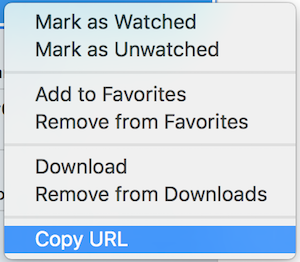 Mark as Watched
Mark as Unwatched
Add to Favorites
Remove from Favorites
Download
Remove from Downloads
Copy URL